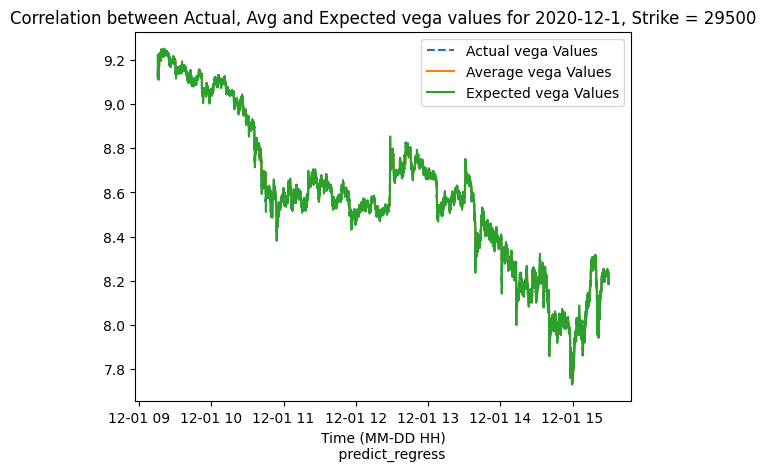 Correlation between Actual, Avg and Expected vega values for 2020-12-1, Strike = 29500
Actual vega Values
Average vega Values
Expected vega Values
9.2
9.0
8.8
8.6
8.4
8.2
8.0
7.8
12-01 09 12-01 10 12-01 11 12-01 12 12-01 13 12-01 14 12-01 15
Time (MM-DD HH)
predict_regress